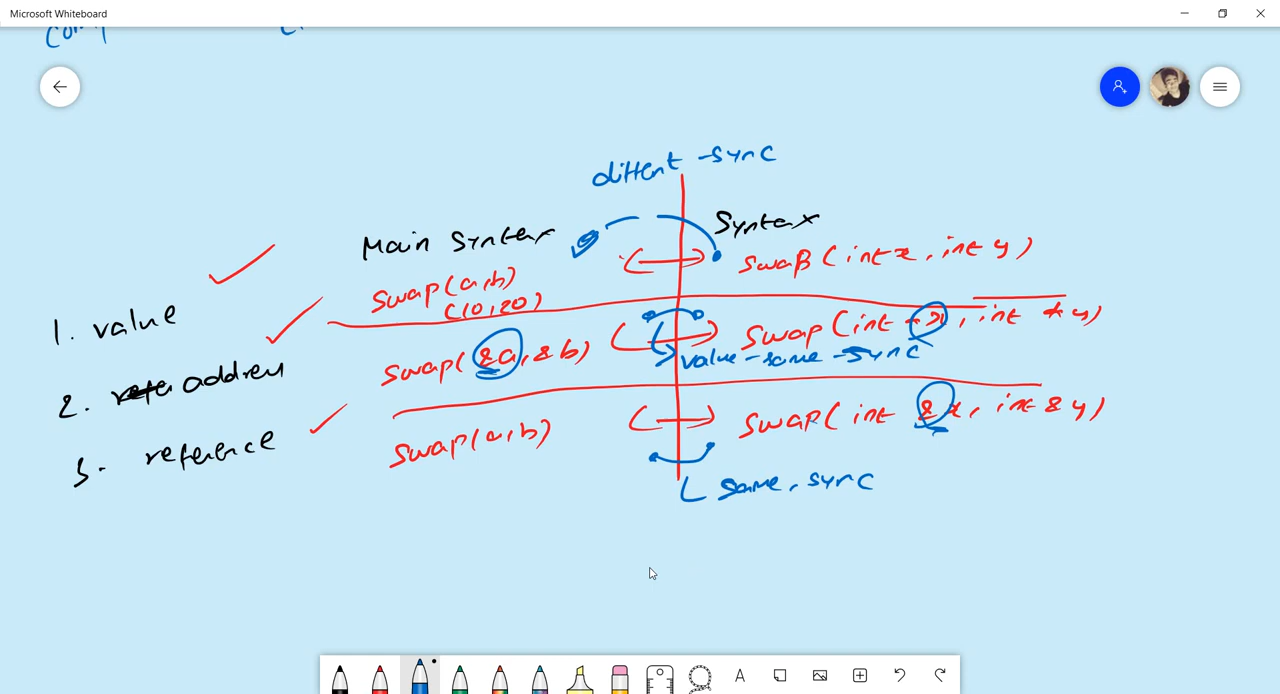 Microsoft Whiteboard
diffent - sync
Main Syntax
Syntax
1. value
swap(a,b)
(10,20)
swap(int x, int y)
2. address
swap(&a, &b)
swap(int *x, int *y)
value - same - sync
3. reference
swap(a,b)
swap(int &x, int &y)
same, sync
A